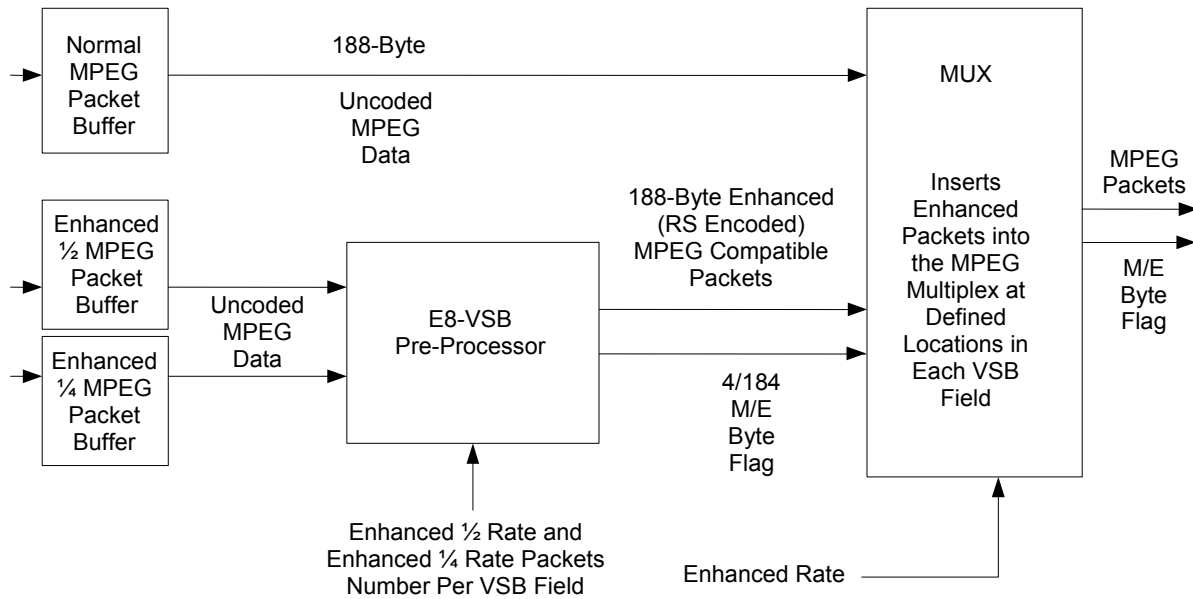 Normal
MPEG
Packet
Buffer
188-Byte
Uncoded
MPEG
Data
MUX
Inserts
Enhanced
Packets into
the MPEG
Multiplex at
Defined
Locations in
Each VSB
Field
MPEG
Packets
M/E
Byte
Flag
Enhanced
½ MPEG
Packet
Buffer
Uncoded
MPEG
Data
Enhanced
¼ MPEG
Packet
Buffer
E8-VSB
Pre-Processor
188-Byte Enhanced
(RS Encoded)
MPEG Compatible
Packets
4/184
M/E
Byte
Flag
Enhanced ½ Rate and
Enhanced ¼ Rate Packets
Number Per VSB Field
Enhanced Rate